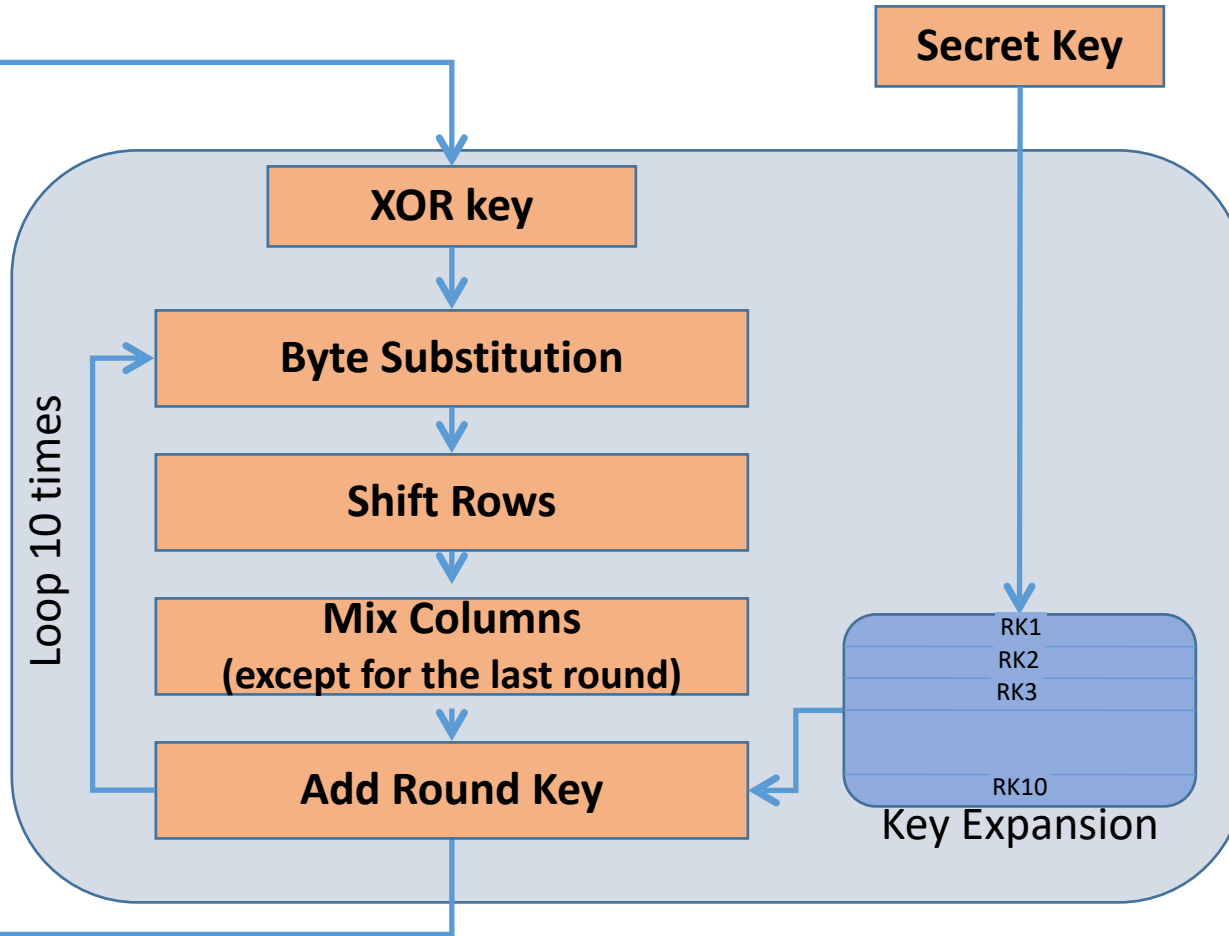 Secret Key
XOR key
Byte Substitution
Loop 10 times
Shift Rows
Mix Columns
(except for the last round)
Add Round Key
RK1
RK2
RK3
RK10
Key Expansion